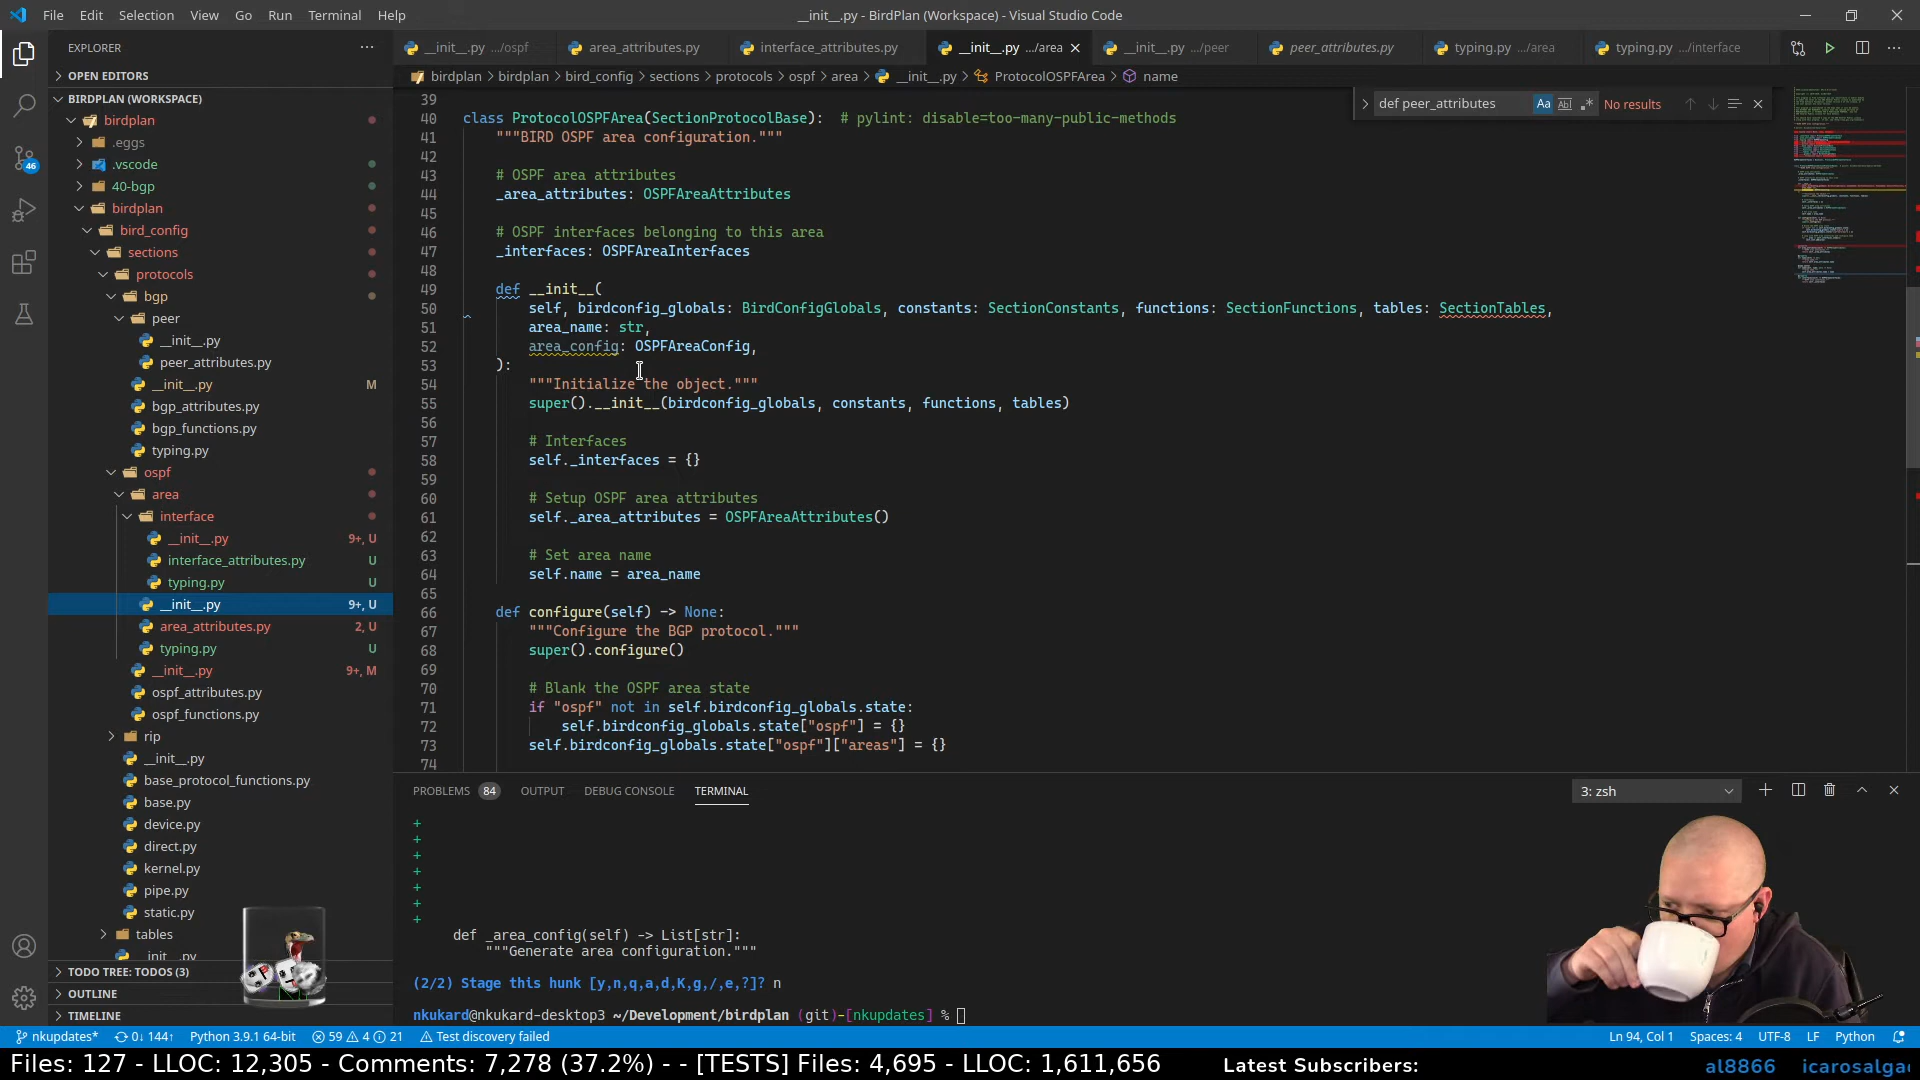 File Edit Selection View Go Run Terminal Help
__init__.py - BirdPlan (Workspace) - Visual Studio Code
EXPLORER
__init__.py .../ospf
area_attributes.py
interface_attributes.py
__init__.py .../area
__init__.py .../peer
peer_attributes.py
typing.py .../area
typing.py .../interface
OPEN EDITORS
birdplan > birdplan > bird_config > sections > protocols > ospf > area > __init__.py > ProtocolOSPFArea > name
def peer_attributes Aa Abl .* No results
BIRDPLAN (WORKSPACE)
birdplan
.eggs
.vscode
40-bgp
birdplan
bird_config
sections
protocols
bgp
peer
__init__.py
peer_attributes.py
__init__.py M
bgp_attributes.py
bgp_functions.py
typing.py
ospf
area
interface
__init__.py 9+, U
interface_attributes.py U
typing.py U
__init__.py 9+, U
area_attributes.py 2, U
typing.py U
__init__.py 9+, M
ospf_attributes.py
ospf_functions.py
rip
__init__.py
base_protocol_functions.py
base.py
device.py
direct.py
kernel.py
pipe.py
static.py
tables
__init__.py
TODO TREE: TODOS (3)
OUTLINE
TIMELINE
46
39
40 class ProtocolOSPFArea(SectionProtocolBase):  # pylint: disable=too-many-public-methods
41     """BIRD OSPF area configuration."""
42
43     # OSPF area attributes
44     _area_attributes: OSPFAreaAttributes
45
46     # OSPF interfaces belonging to this area
47     _interfaces: OSPFAreaInterfaces
48
49     def __init__(
50         self, birdconfig_globals: BirdConfigGlobals, constants: SectionConstants, functions: SectionFunctions, tables: SectionTables,
51         area_name: str,
52         area_config: OSPFAreaConfig,
53     ):
54         """Initialize the object."""
55         super().__init__(birdconfig_globals, constants, functions, tables)
56
57         # Interfaces
58         self._interfaces = {}
59
60         # Setup OSPF area attributes
61         self._area_attributes = OSPFAreaAttributes()
62
63         # Set area name
64         self.name = area_name
65
66     def configure(self) -> None:
67         """Configure the BGP protocol."""
68         super().configure()
69
70         # Blank the OSPF area state
71         if "ospf" not in self.birdconfig_globals.state:
72             self.birdconfig_globals.state["ospf"] = {}
73         self.birdconfig_globals.state["ospf"]["areas"] = {}
74
PROBLEMS 84 OUTPUT DEBUG CONSOLE TERMINAL 3: zsh
+
+
+
+
+
+
+
def _area_config(self) -> List[str]:
"""Generate area configuration."""
(2/2) Stage this hunk [y,n,q,a,d,K,g,/,e,?]? n
nkukard@nkukard-desktop3 ~/Development/birdplan (git)-[nkupdates] %
nkupdates* 0↓ 144↑ Python 3.9.1 64-bit 59 4 21 Test discovery failed Ln 94, Col 1 Spaces: 4 UTF-8 LF Python
Files: 127 - LLOC: 12,305 - Comments: 7,278 (37.2%) - - [TESTS] Files: 4,695 - LLOC: 1,611,656 Latest Subscribers: al8866 icarosalga